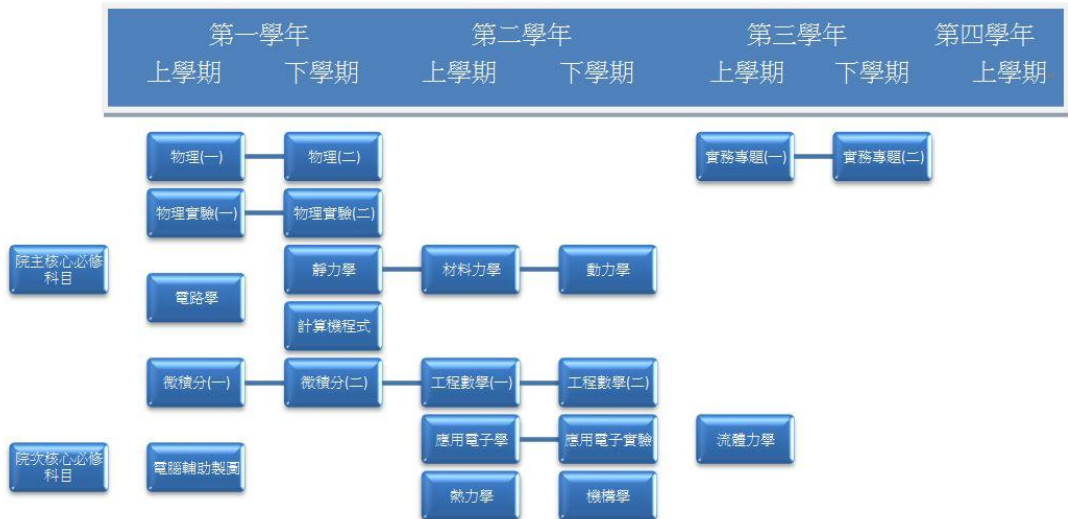 第一學年 第二學年 第三學年 第四學年
上學期 下學期 上學期 下學期 上學期 下學期 上學期
物理(一) 物理(二) 實務專題(一) 實務專題(二)
物理實驗(一) 物理實驗(二)
院主核心必修
科目
靜力學 材料力學 動力學
電路學
計算機程式
微積分(一) 微積分(二) 工程數學(一) 工程數學(二)
應用電子學 應用電子實驗 流體力學
院次核心必修
科目
電腦輔助製圖
熱力學 機構學